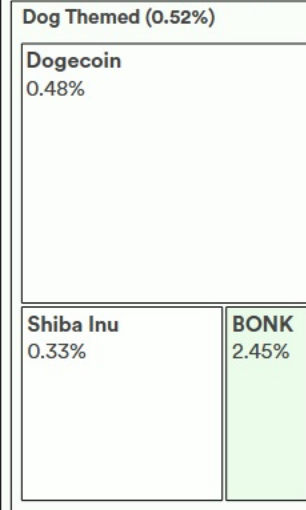 Dog Themed (0.52%)
Dogecoin
0.48%
Shiba Inu
0.33%
BONK
2.45%